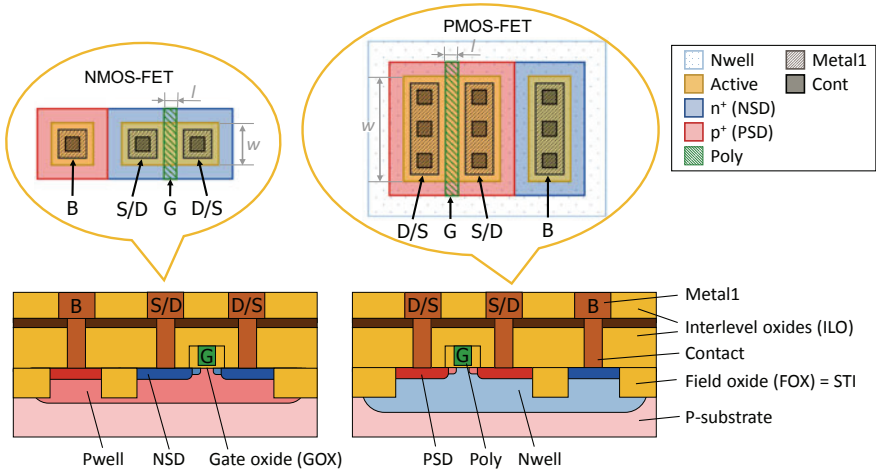 NMOS-FET
l
w
B
S/D
G
D/S
PMOS-FET
l
w
D/S
G
S/D
B
Nwell
Active
n⁺ (NSD)
p⁺ (PSD)
Poly
Metal1
Cont
B
S/D
D/S
G
Pwell
NSD
Gate oxide (GOX)
D/S
S/D
B
G
PSD
Poly
Nwell
Metal1
Interlevel oxides (ILO)
Contact
Field oxide (FOX) = STI
P-substrate